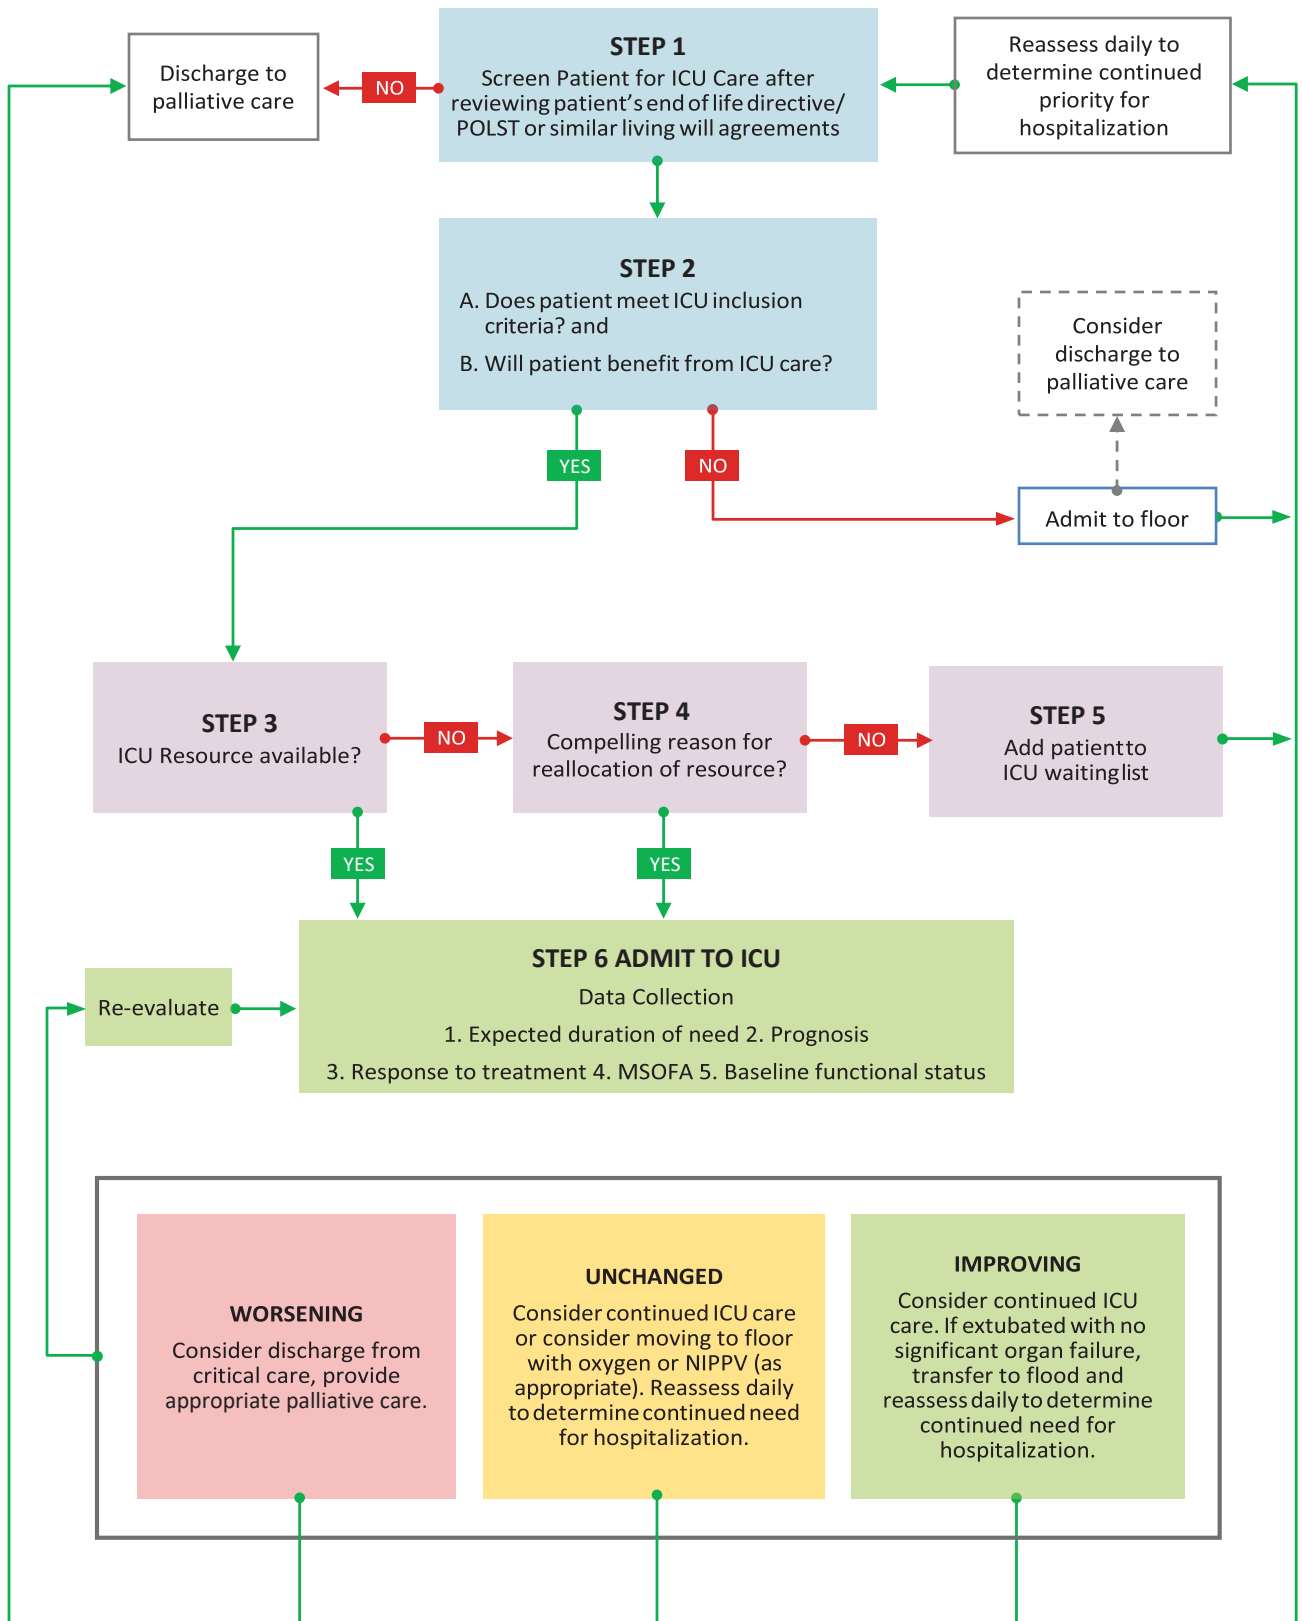 Discharge to
palliative care
NO
STEP 1
Screen Patient for ICU Care after
reviewing patient's end of life directive/
POLST or similar living will agreements
Reassess daily to
determine continued
priority for
hospitalization
STEP 2
A. Does patient meet ICU inclusion
criteria? and
B. Will patient benefit from ICU care?
Consider
discharge to
palliative care
YES
NO
Admit to floor
STEP 3
ICU Resource available?
NO
STEP 4
Compelling reason for
reallocation of resource?
NO
STEP 5
Add patient to
ICU waiting list
YES
YES
STEP 6 ADMIT TO ICU
Data Collection
1. Expected duration of need 2. Prognosis
3. Response to treatment 4. MSOFA 5. Baseline functional status
Re-evaluate
WORSENING
Consider discharge from
critical care, provide
appropriate palliative care.
UNCHANGED
Consider continued ICU care
or consider moving to floor
with oxygen or NIPPV (as
appropriate). Reassess daily
to determine continued need
for hospitalization.
IMPROVING
Consider continued ICU
care. If extubated with no
significant organ failure,
transfer to flood and
reassess daily to determine
continued need for
hospitalization.